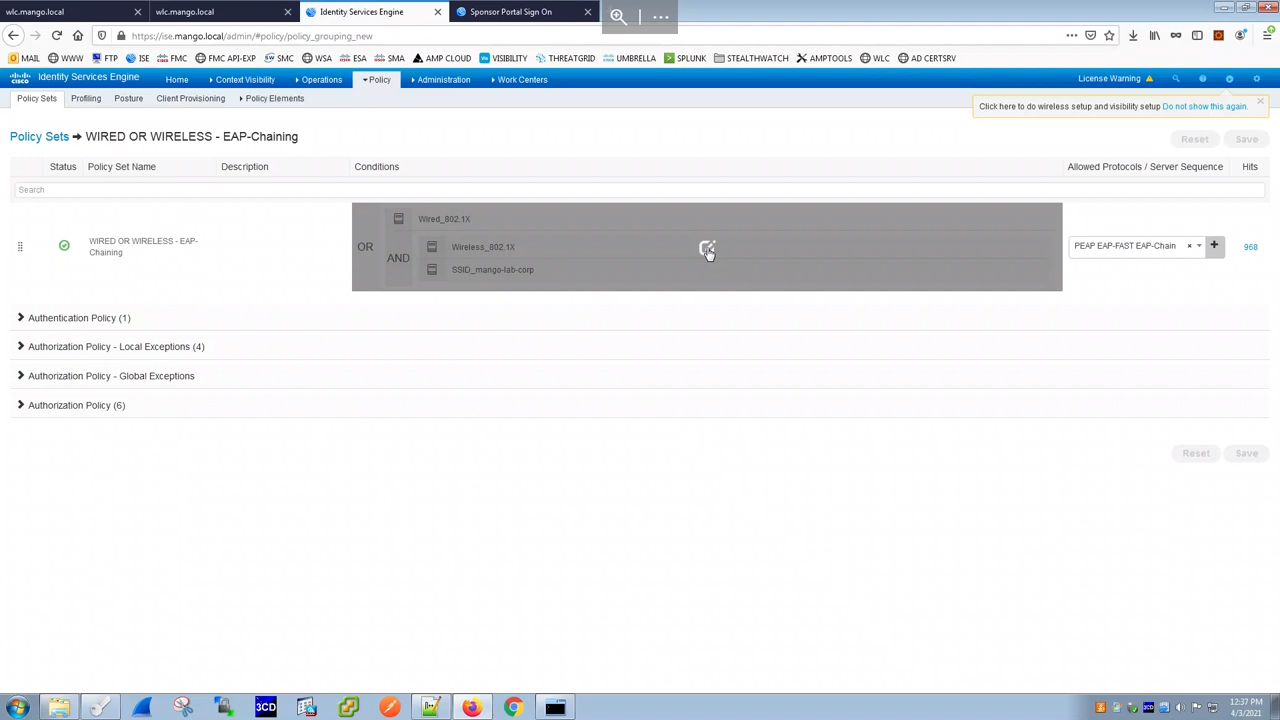 wlc.mango.local
wlc.mango.local
Identity Services Engine
Sponsor Portal Sign On
https://ise.mango.local/admin/#policy/policy_grouping_new
MAIL WWW FTP ISE FMC FMC API-EXP SMC WSA ESA SMA AMP CLOUD VISIBILITY THREATGRID UMBRELLA SPLUNK STEALTHWATCH AMPTOOLS WLC AD CERTSRV
CISCO Identity Services Engine Home Context Visibility Operations Policy Administration Work Centers License Warning
Policy Sets Profiling Posture Client Provisioning Policy Elements
Click here to do wireless setup and visibility setup Do not show this again.
Policy Sets WIRED OR WIRELESS - EAP-Chaining
Reset Save
Status Policy Set Name Description Conditions Allowed Protocols / Server Sequence Hits
Search
WIRED OR WIRELESS - EAP-
Chaining
OR
Wired_802.1X
AND
Wireless_802.1X
SSID_mango-lab-corp
PEAP EAP-FAST EAP-Chain
968
Authentication Policy (1)
Authorization Policy - Local Exceptions (4)
Authorization Policy - Global Exceptions
Authorization Policy (6)
Reset Save
3CD
12:37 PM
4/3/2021